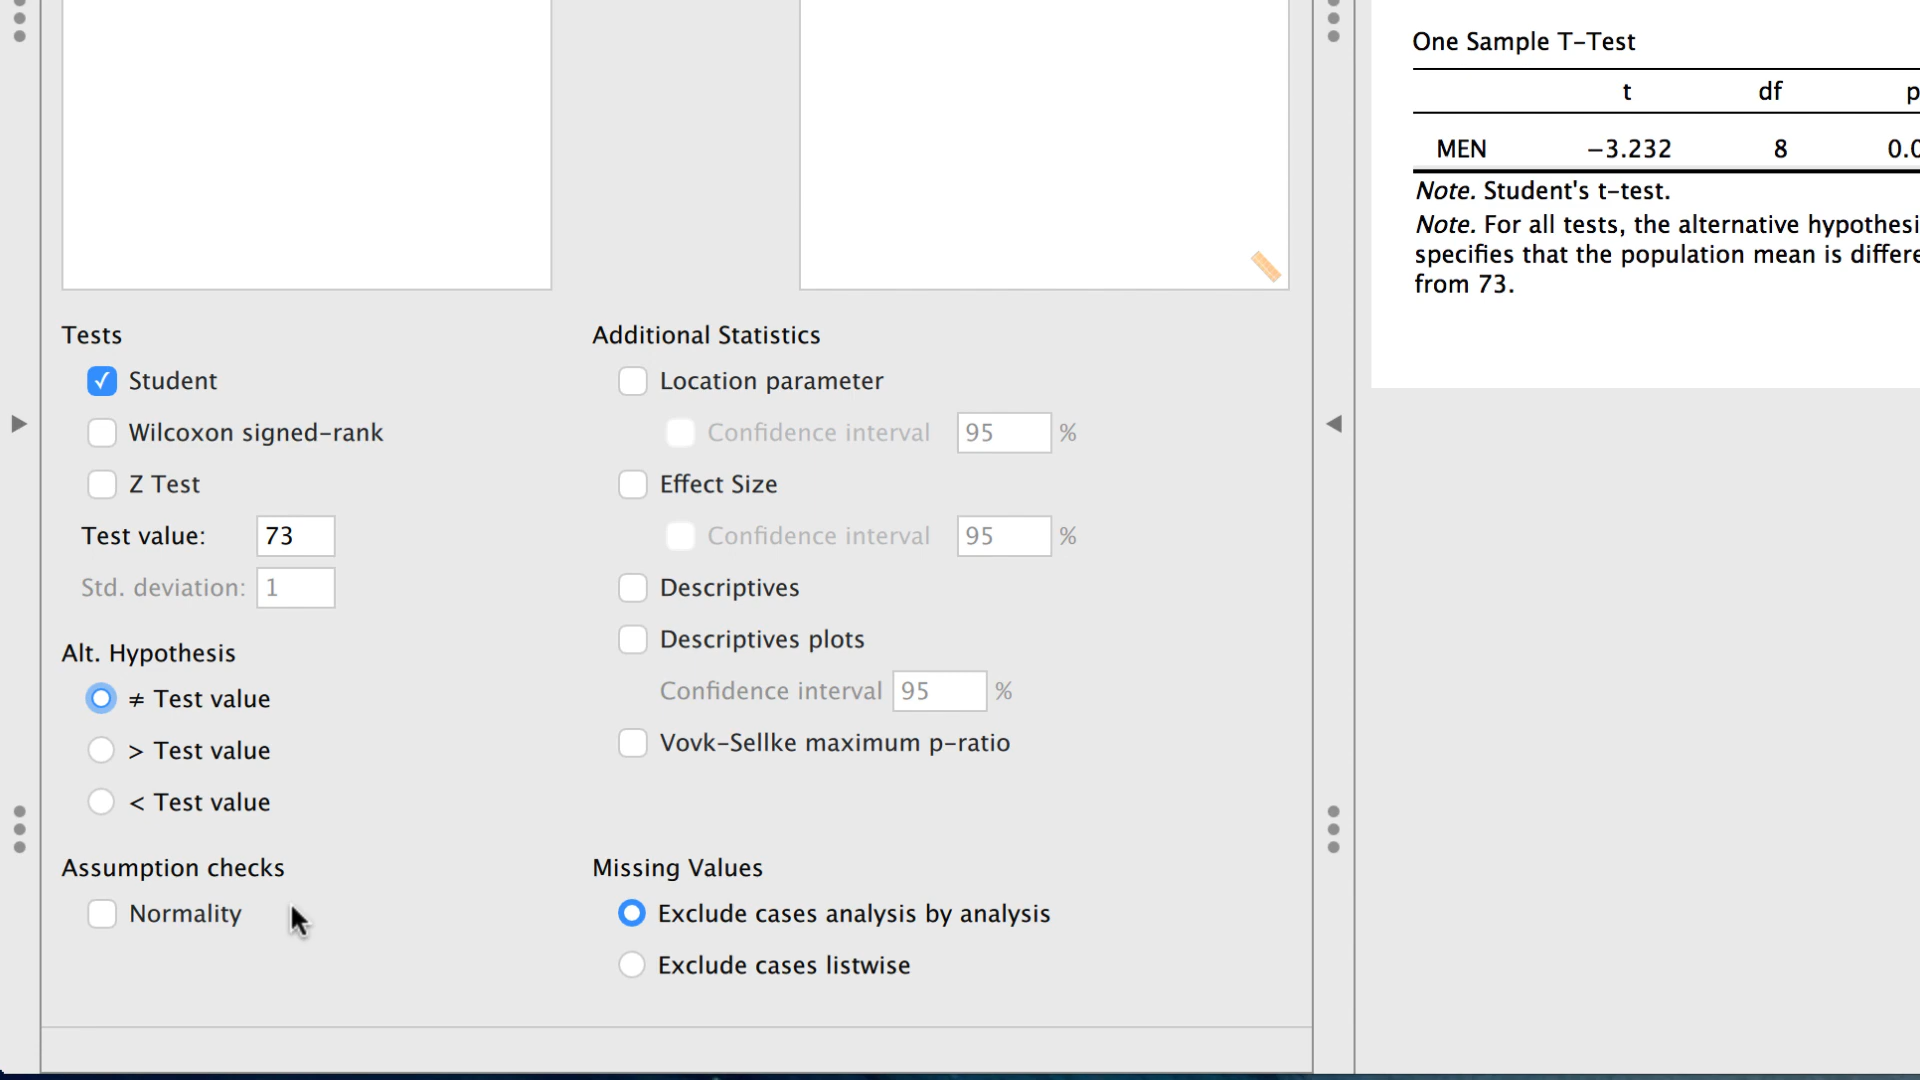 One Sample T-Test
t df p
MEN −3.232 8 0.0
Note. Student's t-test.
Note. For all tests, the alternative
specifies that the population mean is
from 73.
Tests
Student
Wilcoxon signed-rank
Z Test
Test value: 73
Std. deviation: 1
Alt. Hypothesis
≠ Test value
> Test value
< Test value
Assumption checks
Normality
Additional Statistics
Location parameter
Confidence interval 95 %
Effect Size
Confidence interval 95 %
Descriptives
Descriptives plots
Confidence interval 95 %
Vovk-Sellke maximum p-ratio
Missing Values
Exclude cases analysis by analysis
Exclude cases listwise